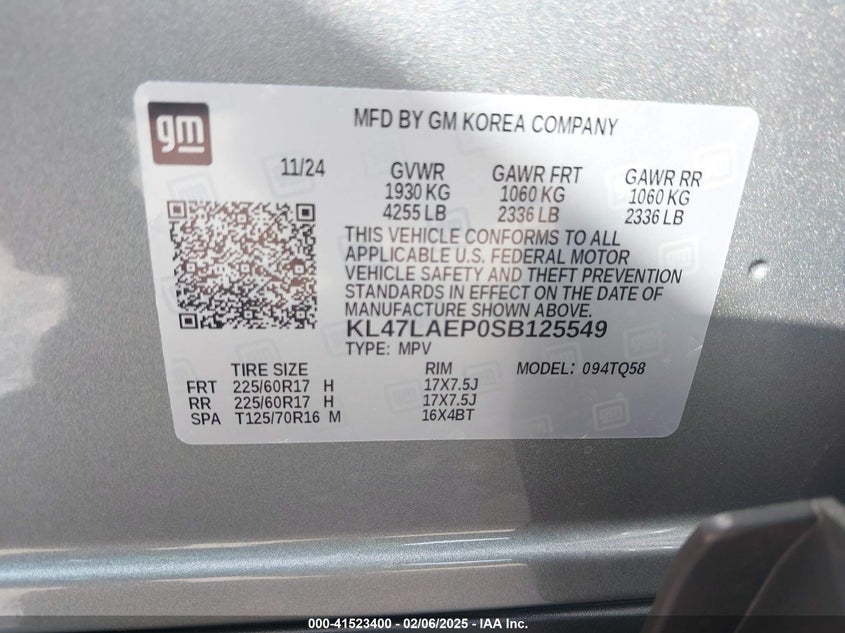 gm
MFD BY GM KOREA COMPANY
11/24
GVWR GAWR FRT GAWR RR
1930 KG 1060 KG 1060 KG
4255 LB 2336 LB 2336 LB
THIS VEHICLE CONFORMS TO ALL
APPLICABLE U.S. FEDERAL MOTOR
VEHICLE SAFETY AND THEFT PREVENTION
STANDARDS IN EFFECT ON THE DATE OF
MANUFACTURE SHOWN ABOVE.
KL47LAEP0SB125549
TYPE: MPV
TIRE SIZE RIM MODEL: 094TQ58
FRT 225/60R17 H 17X7.5J
RR 225/60R17 H 17X7.5J
SPA T125/70R16 M 16X4BT
000-41523400 - 02/06/2025 - IAA Inc.